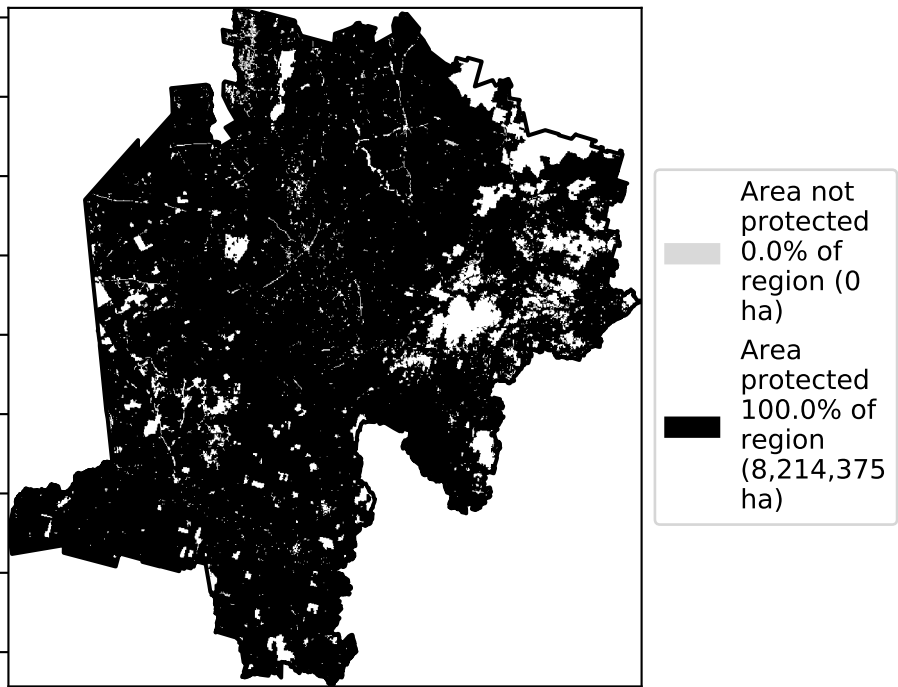 Area not
protected
0.0% of
region (0
ha)
Area
protected
100.0% of
region
(8,214,375
ha)